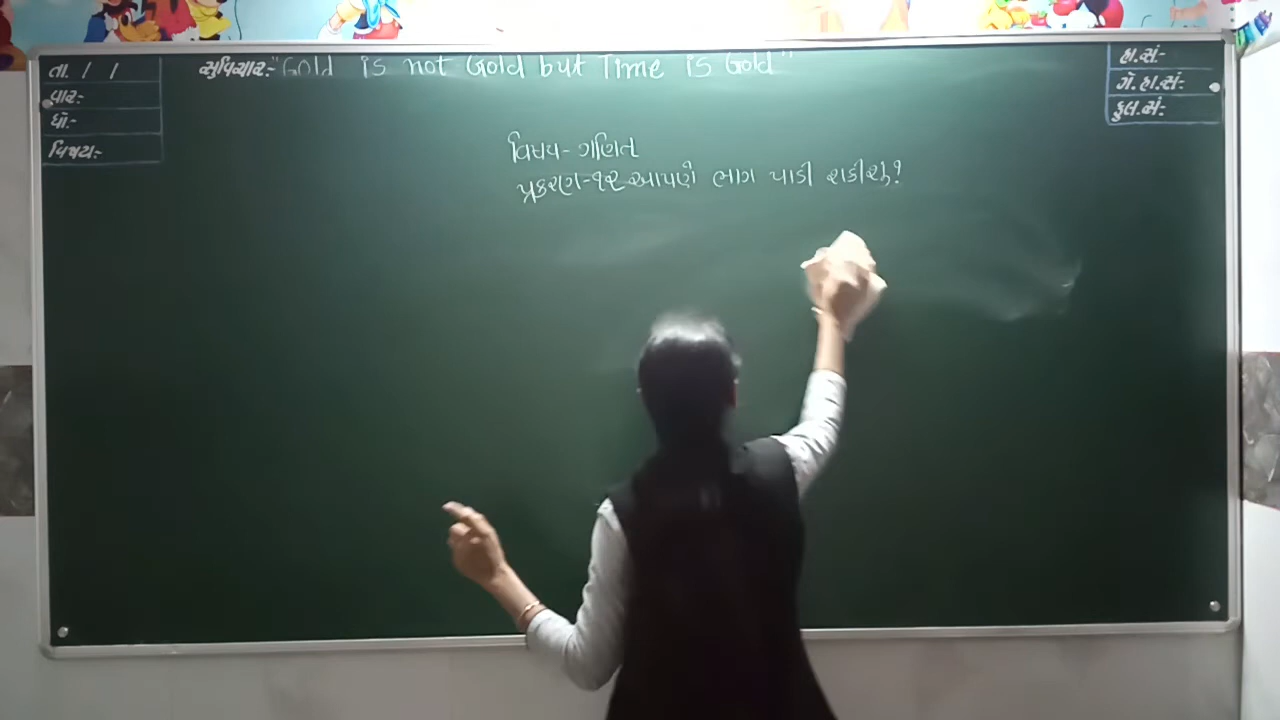 તા. / /
વાર:-
ધો:-
વિષય:-
સુવિચાર:- "Gold is not Gold but Time is Gold"
હા.સં:-
ગે.હા.સં:-
કુલ.સં:-
વિષય- ગણિત
પ્રકરણ-૧૨ આપણે ભાગ પાડી શકીશું?